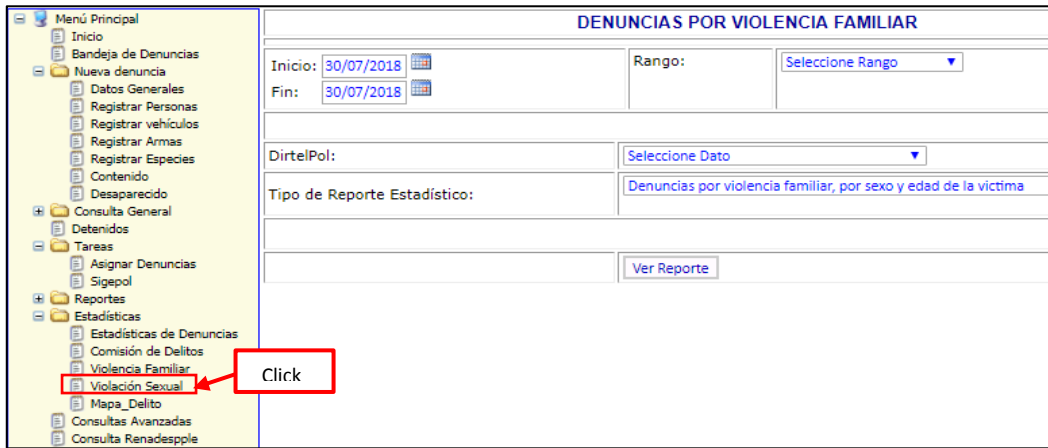 Menú Principal
Inicio
Bandeja de Denuncias
Nueva denuncia
Datos Generales
Registrar Personas
Registrar vehículos
Registrar Armas
Registrar Especies
Contenido
Desaparecido
Consulta General
Detenidos
Tareas
Asignar Denuncias
Sigepol
Reportes
Estadísticas
Estadísticas de Denuncias
Comisión de Delitos
Violencia Familiar
Violación Sexual
Mapa_Delito
Consultas Avanzadas
Consulta Renadespple
Click
DENUNCIAS POR VIOLENCIA FAMILIAR
Inicio: 30/07/2018
Fin: 30/07/2018
Rango: Seleccione Rango
DirtelPol: Seleccione Dato
Tipo de Reporte Estadístico: Denuncias por violencia familiar, por sexo y edad de la victima
Ver Reporte